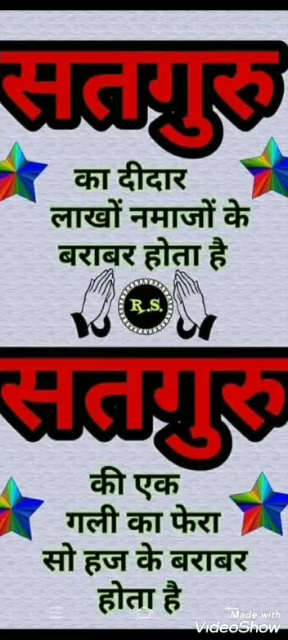 सतगुरु
का दीदार
लाखों नमाजों के
बराबर होता है
R.S.
सतगुरु
की एक
गली का फेरा
सो हज के बराबर
होता है
Made with
VideoShow